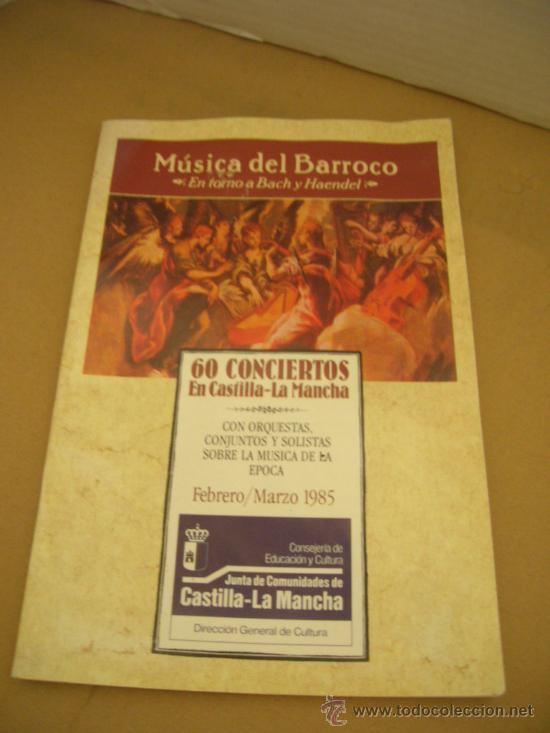 Música del Barroco
En torno a Bach y Haendel
60 CONCIERTOS
En Castilla-La Mancha
CON ORQUESTAS,
CONJUNTOS Y SOLISTAS
SOBRE LA MUSICA DE LA
EPOCA
Febrero/Marzo 1985
Consejería de
Educación y Cultura
Junta de Comunidades de
Castilla-La Mancha
Dirección General de Cultura
www.todocoleccion.net